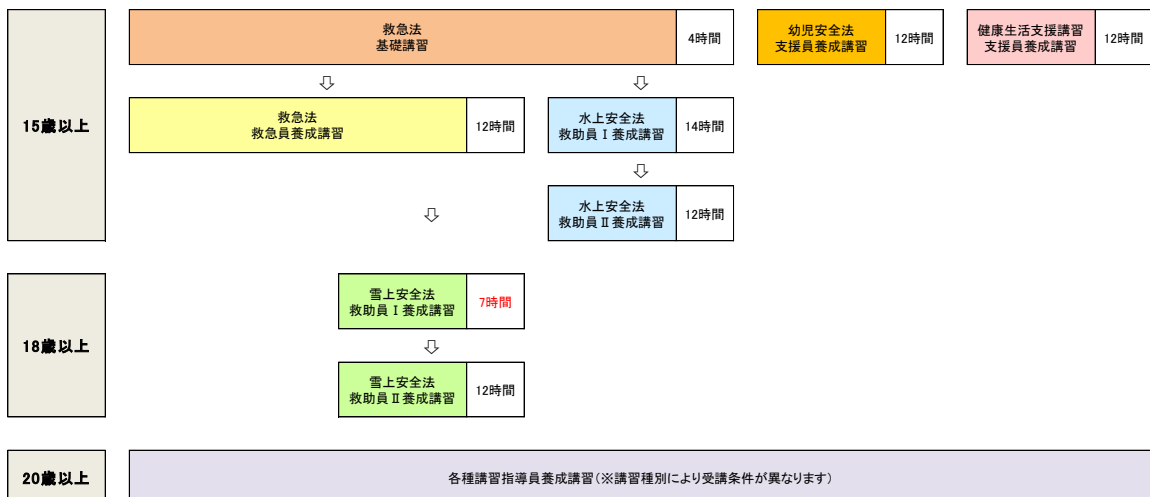 救急法
基礎講習
4時間
幼児安全法
支援員養成講習
12時間
健康生活支援講習
支援員養成講習
12時間
⇩
⇩
15歳以上
救急法
救急員養成講習
12時間
水上安全法
救助員Ⅰ養成講習
14時間
⇩
⇩
水上安全法
救助員Ⅱ養成講習
12時間
18歳以上
雪上安全法
救助員Ⅰ養成講習
7時間
⇩
雪上安全法
救助員Ⅱ養成講習
12時間
20歳以上
各種講習指導員養成講習(※講習種別により受講条件が異なります)